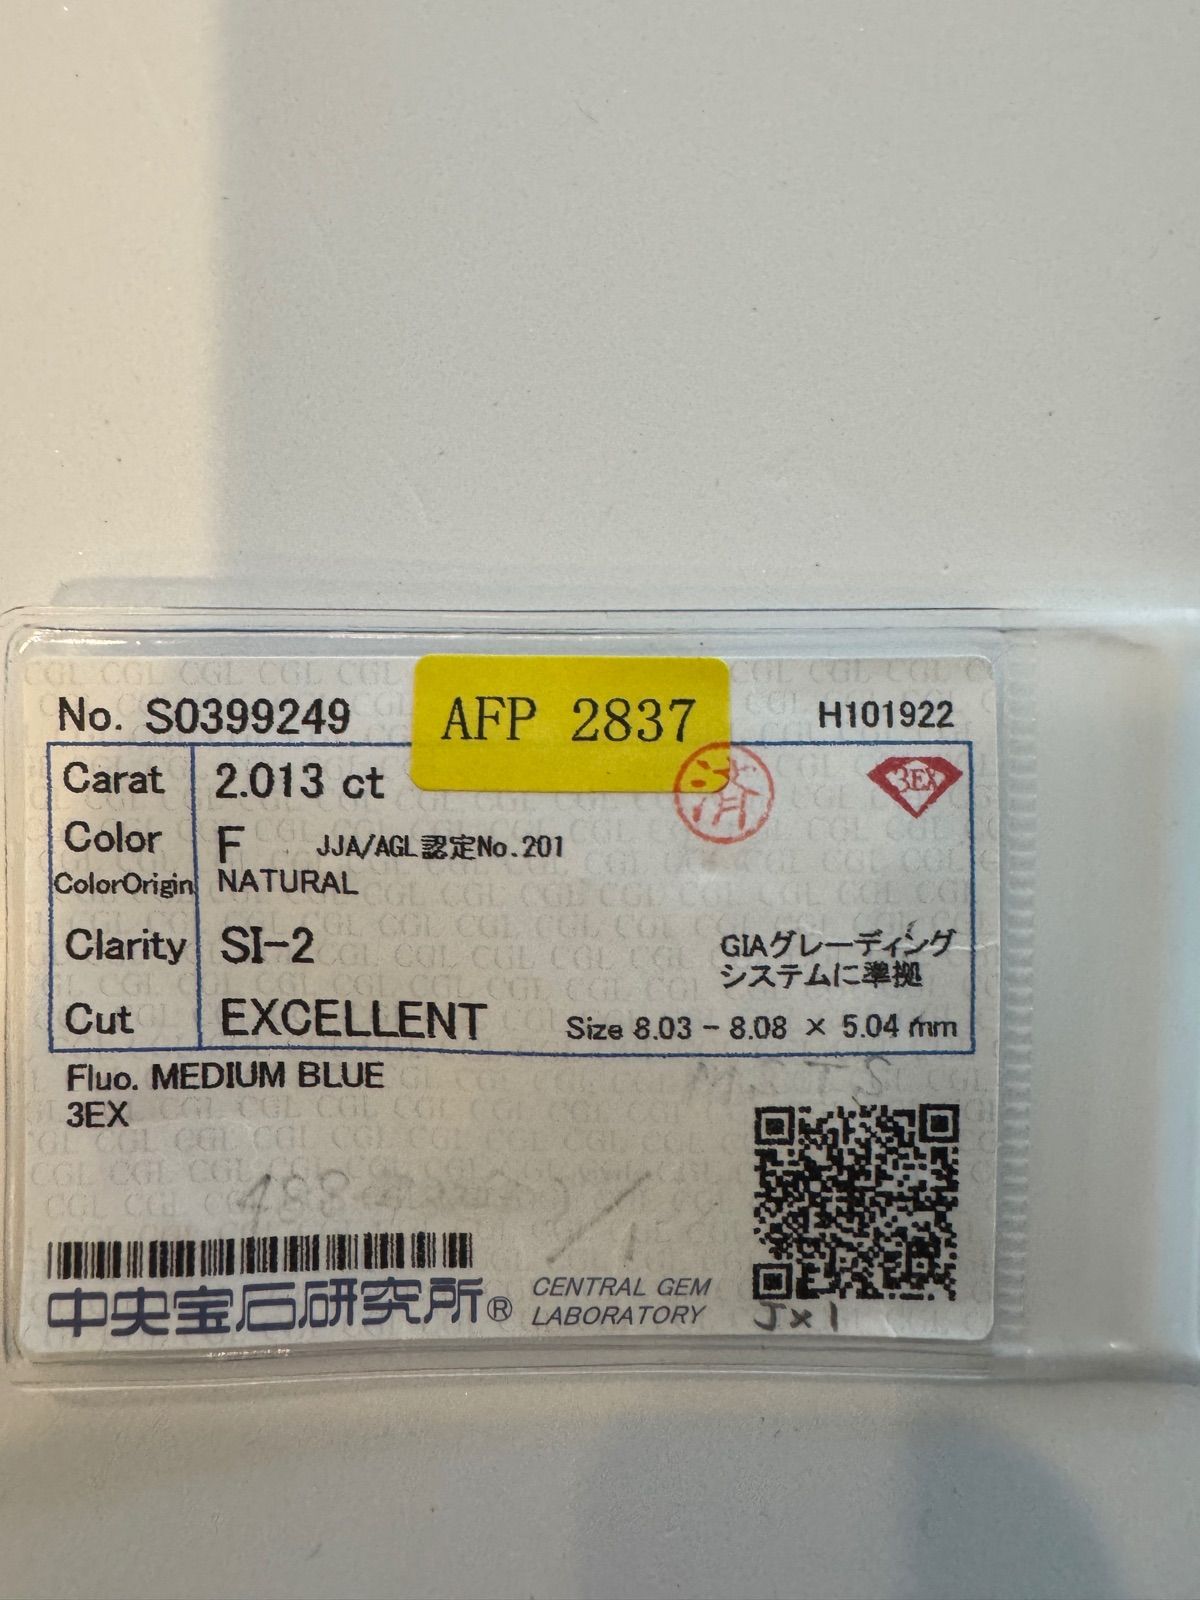 No. S0399249
AFP 2837
H101922
Carat 2.013 ct
済
3EX
Color F JJA/AGL認定No.201
ColorOrigin NATURAL
Clarity SI-2
GIAグレーディング
システムに準拠
Cut EXCELLENT Size 8.03 - 8.08 × 5.04 mm
Fluo. MEDIUM BLUE
3EX
中央宝石研究所® CENTRAL GEM
LABORATORY
J×1